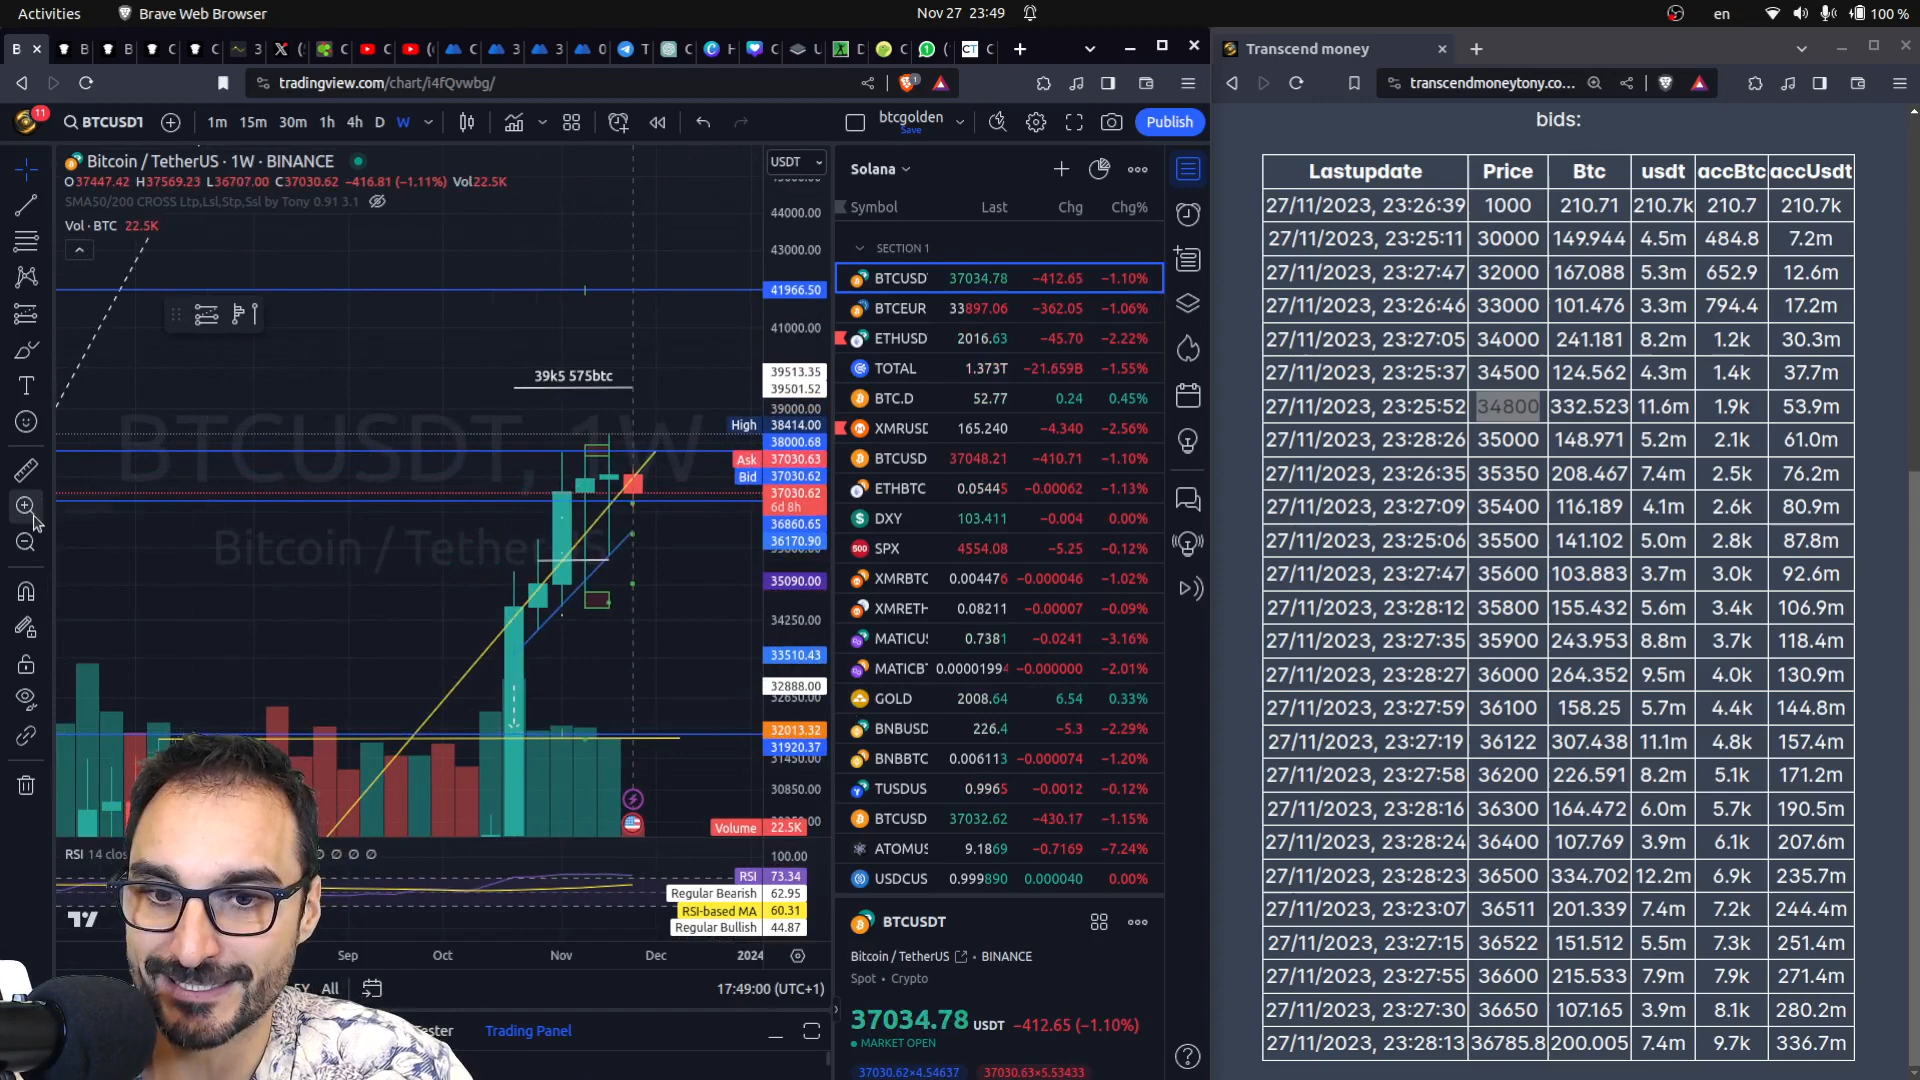 Activities Brave Web Browser Nov 27 23:49 en 100 %
B B B C C 3 ( C C ( C 3 3 0 T C H C U D C ( C
tradingview.com/chart/i4fQvwbg/ 1
11 BTCUSDT 1m 15m 30m 1h 4h D W btcgolden Save Publish
Bitcoin / TetherUS · 1W · BINANCE USDT
O37447.42 H37569.23 L36707.00 C37030.62 −416.81 (−1.11%) Vol22.5K
SMA50/200 CROSS Ltp,Lsl,Stp,Ssl by Tony 0.91 3.1
Vol · BTC 22.5K
BTCUSDT, 1W
Bitcoin / TetherUS
39k5 575btc
44000.00
43000.00
41966.50
41000.00
39513.35
39501.52
39000.00
High 38414.00
38000.68
Ask 37030.63
Bid 37030.62
37030.62
6d 8h
36860.65
36170.90
35090.00
34250.00
33510.43
32888.00
32650.00
32013.32
31920.37
31450.00
30850.00
Volume 22.5K
RSI 14 clos
100.00
RSI 73.34
Regular Bearish 62.95
RSI-based MA 60.31
Regular Bullish 44.87
Sep Oct Nov Dec 2024
5Y All 17:49:00 (UTC+1)
Tester Trading Panel
Solana
Symbol Last Chg Chg%
SECTION 1
BTCUSD 37034.78 −412.65 −1.10%
BTCEUR 33897.06 −362.05 −1.06%
ETHUSD 2016.63 −45.70 −2.22%
TOTAL 1.373T −21.659B −1.55%
BTC.D 52.77 0.24 0.45%
XMRUSD 165.240 −4.340 −2.56%
BTCUSD 37048.21 −410.71 −1.10%
ETHBTC 0.05445 −0.00062 −1.13%
DXY 103.411 −0.004 0.00%
SPX 4554.08 −5.25 −0.12%
XMRBTC 0.004476 −0.000046 −1.02%
XMRETH 0.08211 −0.00007 −0.09%
MATICUS 0.7381 −0.0241 −3.16%
MATICBT 0.00001994 −0.000000 −2.01%
GOLD 2008.64 6.54 0.33%
BNBUSD 226.4 −5.3 −2.29%
BNBBTC 0.006113 −0.000074 −1.20%
TUSDUS 0.9965 −0.0012 −0.12%
BTCUSD 37032.62 −430.17 −1.15%
ATOMUS 9.1869 −0.7169 −7.24%
USDCUS 0.999890 0.000040 0.00%
BTCUSDT
Bitcoin / TetherUS BINANCE
Spot • Crypto
37034.78 USDT −412.65 (−1.10%)
MARKET OPEN
37030.62×4.54637 37030.63×5.53433
Transcend money
transcendmoneytony.co...
bids:
Lastupdate Price Btc usdt accBtc accUsdt
27/11/2023, 23:26:39 1000 210.71 210.7k 210.7 210.7k
27/11/2023, 23:25:11 30000 149.944 4.5m 484.8 7.2m
27/11/2023, 23:27:47 32000 167.088 5.3m 652.9 12.6m
27/11/2023, 23:26:46 33000 101.476 3.3m 794.4 17.2m
27/11/2023, 23:27:05 34000 241.181 8.2m 1.2k 30.3m
27/11/2023, 23:25:37 34500 124.562 4.3m 1.4k 37.7m
27/11/2023, 23:25:52 34800 332.523 11.6m 1.9k 53.9m
27/11/2023, 23:28:26 35000 148.971 5.2m 2.1k 61.0m
27/11/2023, 23:26:35 35350 208.467 7.4m 2.5k 76.2m
27/11/2023, 23:27:09 35400 116.189 4.1m 2.6k 80.9m
27/11/2023, 23:25:06 35500 141.102 5.0m 2.8k 87.8m
27/11/2023, 23:27:47 35600 103.883 3.7m 3.0k 92.6m
27/11/2023, 23:28:12 35800 155.432 5.6m 3.4k 106.9m
27/11/2023, 23:27:35 35900 243.953 8.8m 3.7k 118.4m
27/11/2023, 23:28:27 36000 264.352 9.5m 4.0k 130.9m
27/11/2023, 23:27:59 36100 158.25 5.7m 4.4k 144.8m
27/11/2023, 23:27:19 36122 307.438 11.1m 4.8k 157.4m
27/11/2023, 23:27:58 36200 226.591 8.2m 5.1k 171.2m
27/11/2023, 23:28:16 36300 164.472 6.0m 5.7k 190.5m
27/11/2023, 23:28:24 36400 107.769 3.9m 6.1k 207.6m
27/11/2023, 23:28:23 36500 334.702 12.2m 6.9k 235.7m
27/11/2023, 23:23:07 36511 201.339 7.4m 7.2k 244.4m
27/11/2023, 23:27:15 36522 151.512 5.5m 7.3k 251.4m
27/11/2023, 23:27:55 36600 215.533 7.9m 7.9k 271.4m
27/11/2023, 23:27:30 36650 107.165 3.9m 8.1k 280.2m
27/11/2023, 23:28:13 36785.8 200.005 7.4m 9.7k 336.7m